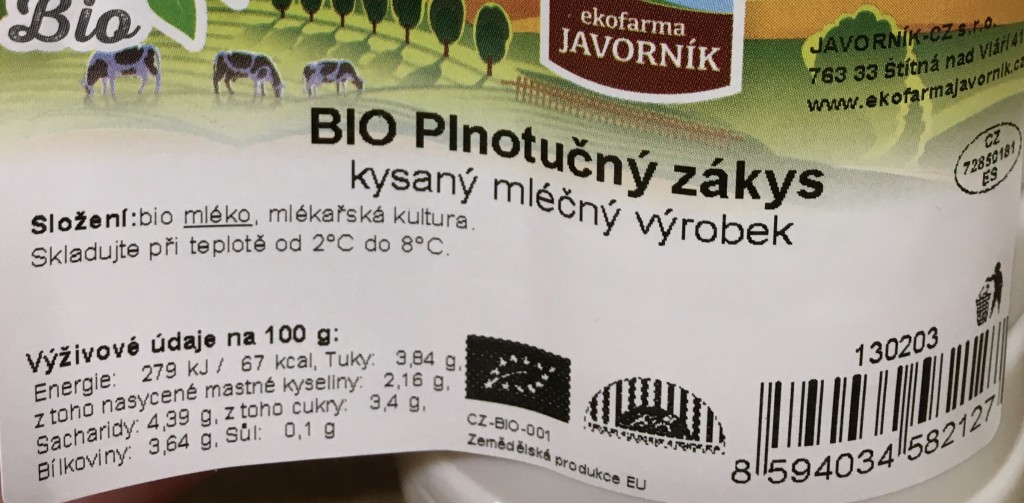 Bio
ekofarma
JAVORNÍK
JAVORNÍK-CZ s.r.o.
763 33 Štítná nad Vláří 41
www.ekofarmajavornik.cz
CZ
72850181
ES
BIO Plnotučný zákys
kysaný mléčný výrobek
Složení:bio mléko, mlékařská kultura.
Skladujte při teplotě od 2°C do 8°C.
Výživové údaje na 100 g:
Energie: 279 kJ / 67 kcal, Tuky: 3,84 g,
z toho nasycené mastné kyseliny: 2,16 g,
Sacharidy: 4,39 g, z toho cukry: 3,4 g,
Bílkoviny: 3,64 g, Sůl: 0,1 g
CZ-BIO-001
Zemědělská produkce EU
130203
8 594034 582127